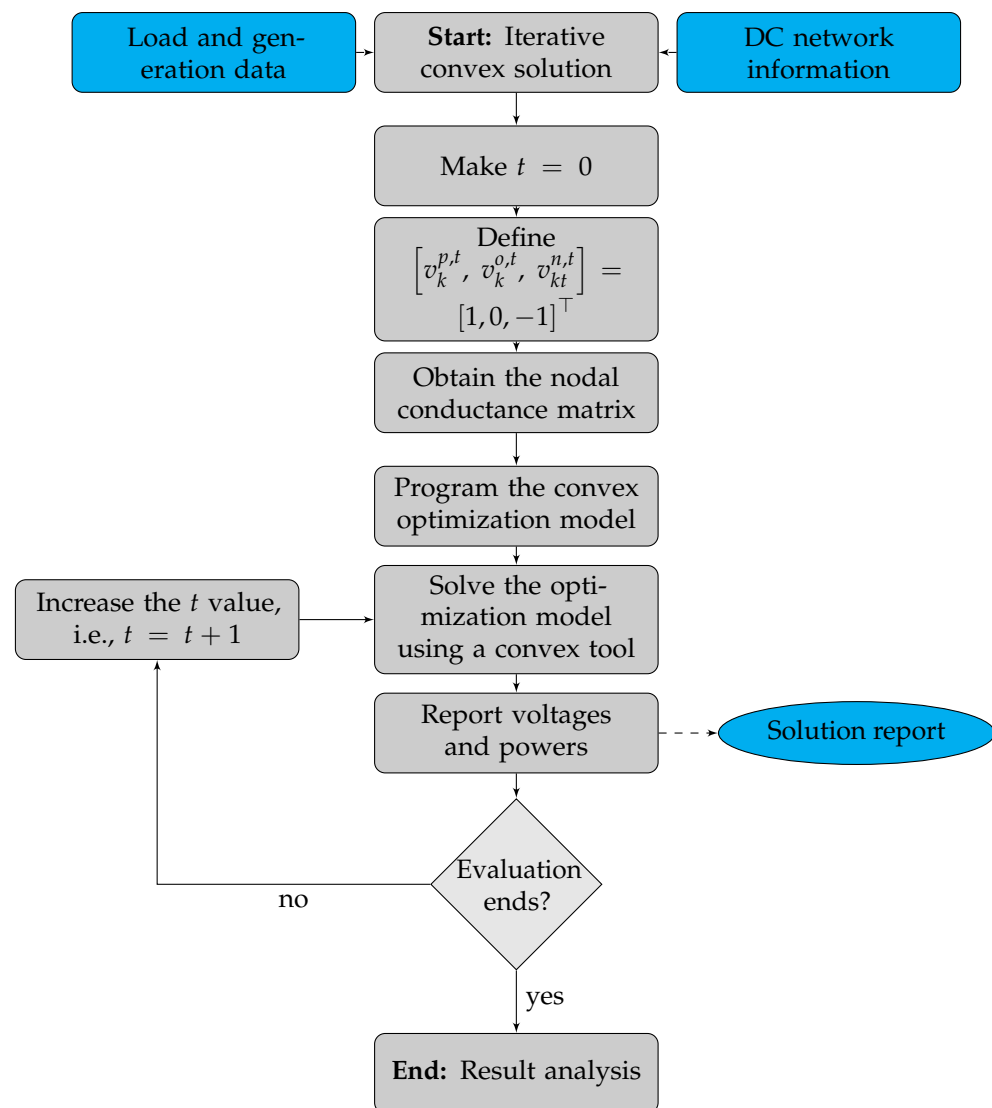 Load and gen-
eration data
Start: Iterative
convex solution
DC network
information
Make t = 0
Define
[v_k^{p,t}, v_k^{o,t}, v_{kt}^{n,t}] =
[1, 0, −1]^⊤
Obtain the nodal
conductance matrix
Program the convex
optimization model
Increase the t value,
i.e., t = t + 1
Solve the opti-
mization model
using a convex tool
Report voltages
and powers
Solution report
Evaluation
ends?
no
yes
End: Result analysis